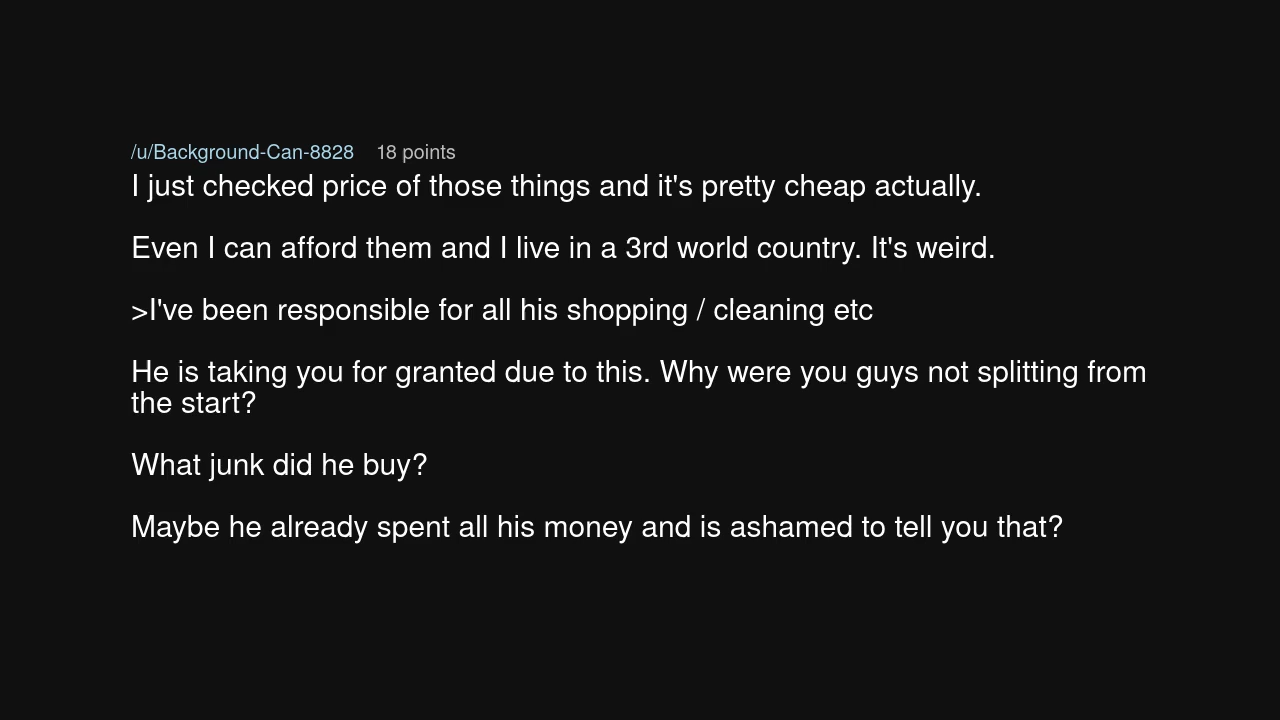 /u/Background-Can-8828 18 points
I just checked price of those things and it's pretty cheap actually.
Even I can afford them and I live in a 3rd world country. It's weird.
>I've been responsible for all his shopping / cleaning etc
He is taking you for granted due to this. Why were you guys not splitting from
the start?
What junk did he buy?
Maybe he already spent all his money and is ashamed to tell you that?